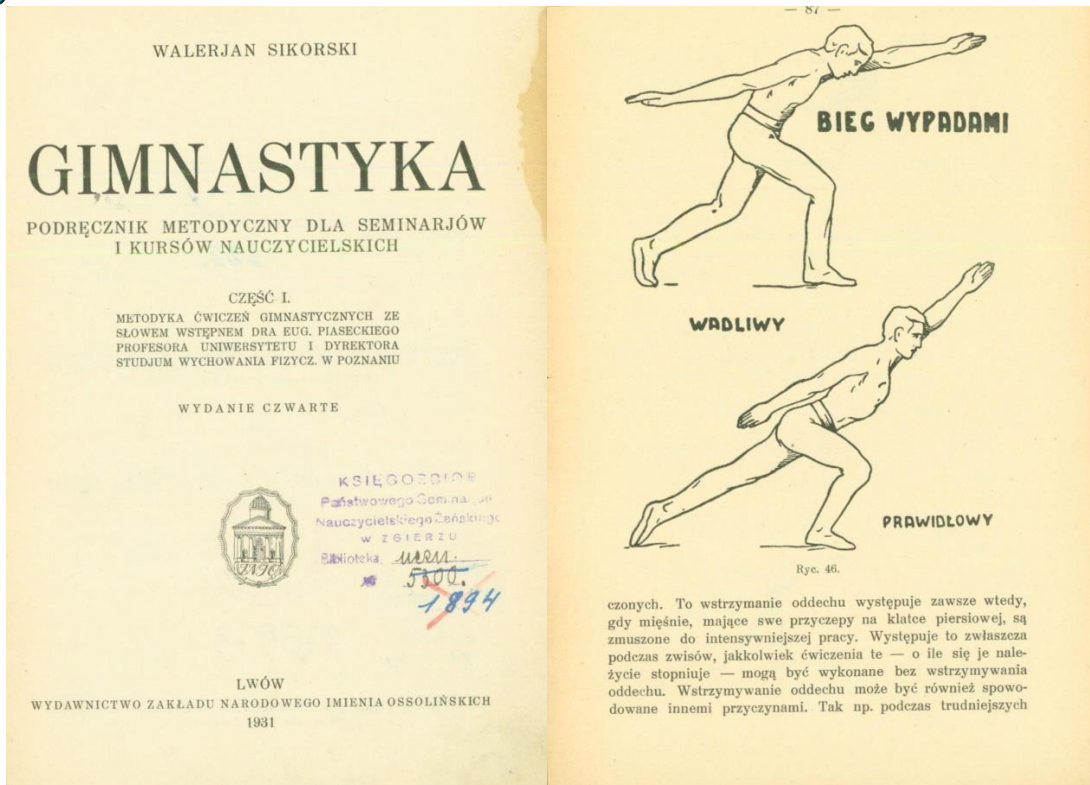 WALERJAN SIKORSKI
GIMNASTYKA
PODRĘCZNIK METODYCZNY DLA SEMINARJÓW
I KURSÓW NAUCZYCIELSKICH
CZĘŚĆ I.
METODYKA ĆWICZEŃ GIMNASTYCZNYCH ZE
SŁOWEM WSTĘPNEM DRA EUG. PIASECKIEGO
PROFESORA UNIWERSYTETU I DYREKTORA
STUDJUM WYCHOWANIA FIZYCZ. W POZNANIU
WYDANIE CZWARTE
KSIĘGOZBIÓR
Państwowego
Nauczycielskiego Żeńskiego
w ZGIERZU
Biblioteka
5500.
1894
LWÓW
WYDAWNICTWO ZAKŁADU NARODOWEGO IMIENIA OSSOLIŃSKICH
1931
— 87 —
BIEG WYPADAMI
WADLIWY
PRAWIDŁOWY
Ryc. 46.
czonych. To wstrzymanie oddechu występuje zawsze wtedy,
gdy mięśnie, mające swe przyczepy na klatce piersiowej, są
zmuszone do intensywniejszej pracy. Występuje to zwłaszcza
podczas zwisów, jakkolwiek ćwiczenia te — o ile się je nale-
życie stopniuje — mogą być wykonane bez wstrzymywania
oddechu. Wstrzymywanie oddechu może być również spowo-
dowane innemi przyczynami. Tak np. podczas trudniejszych